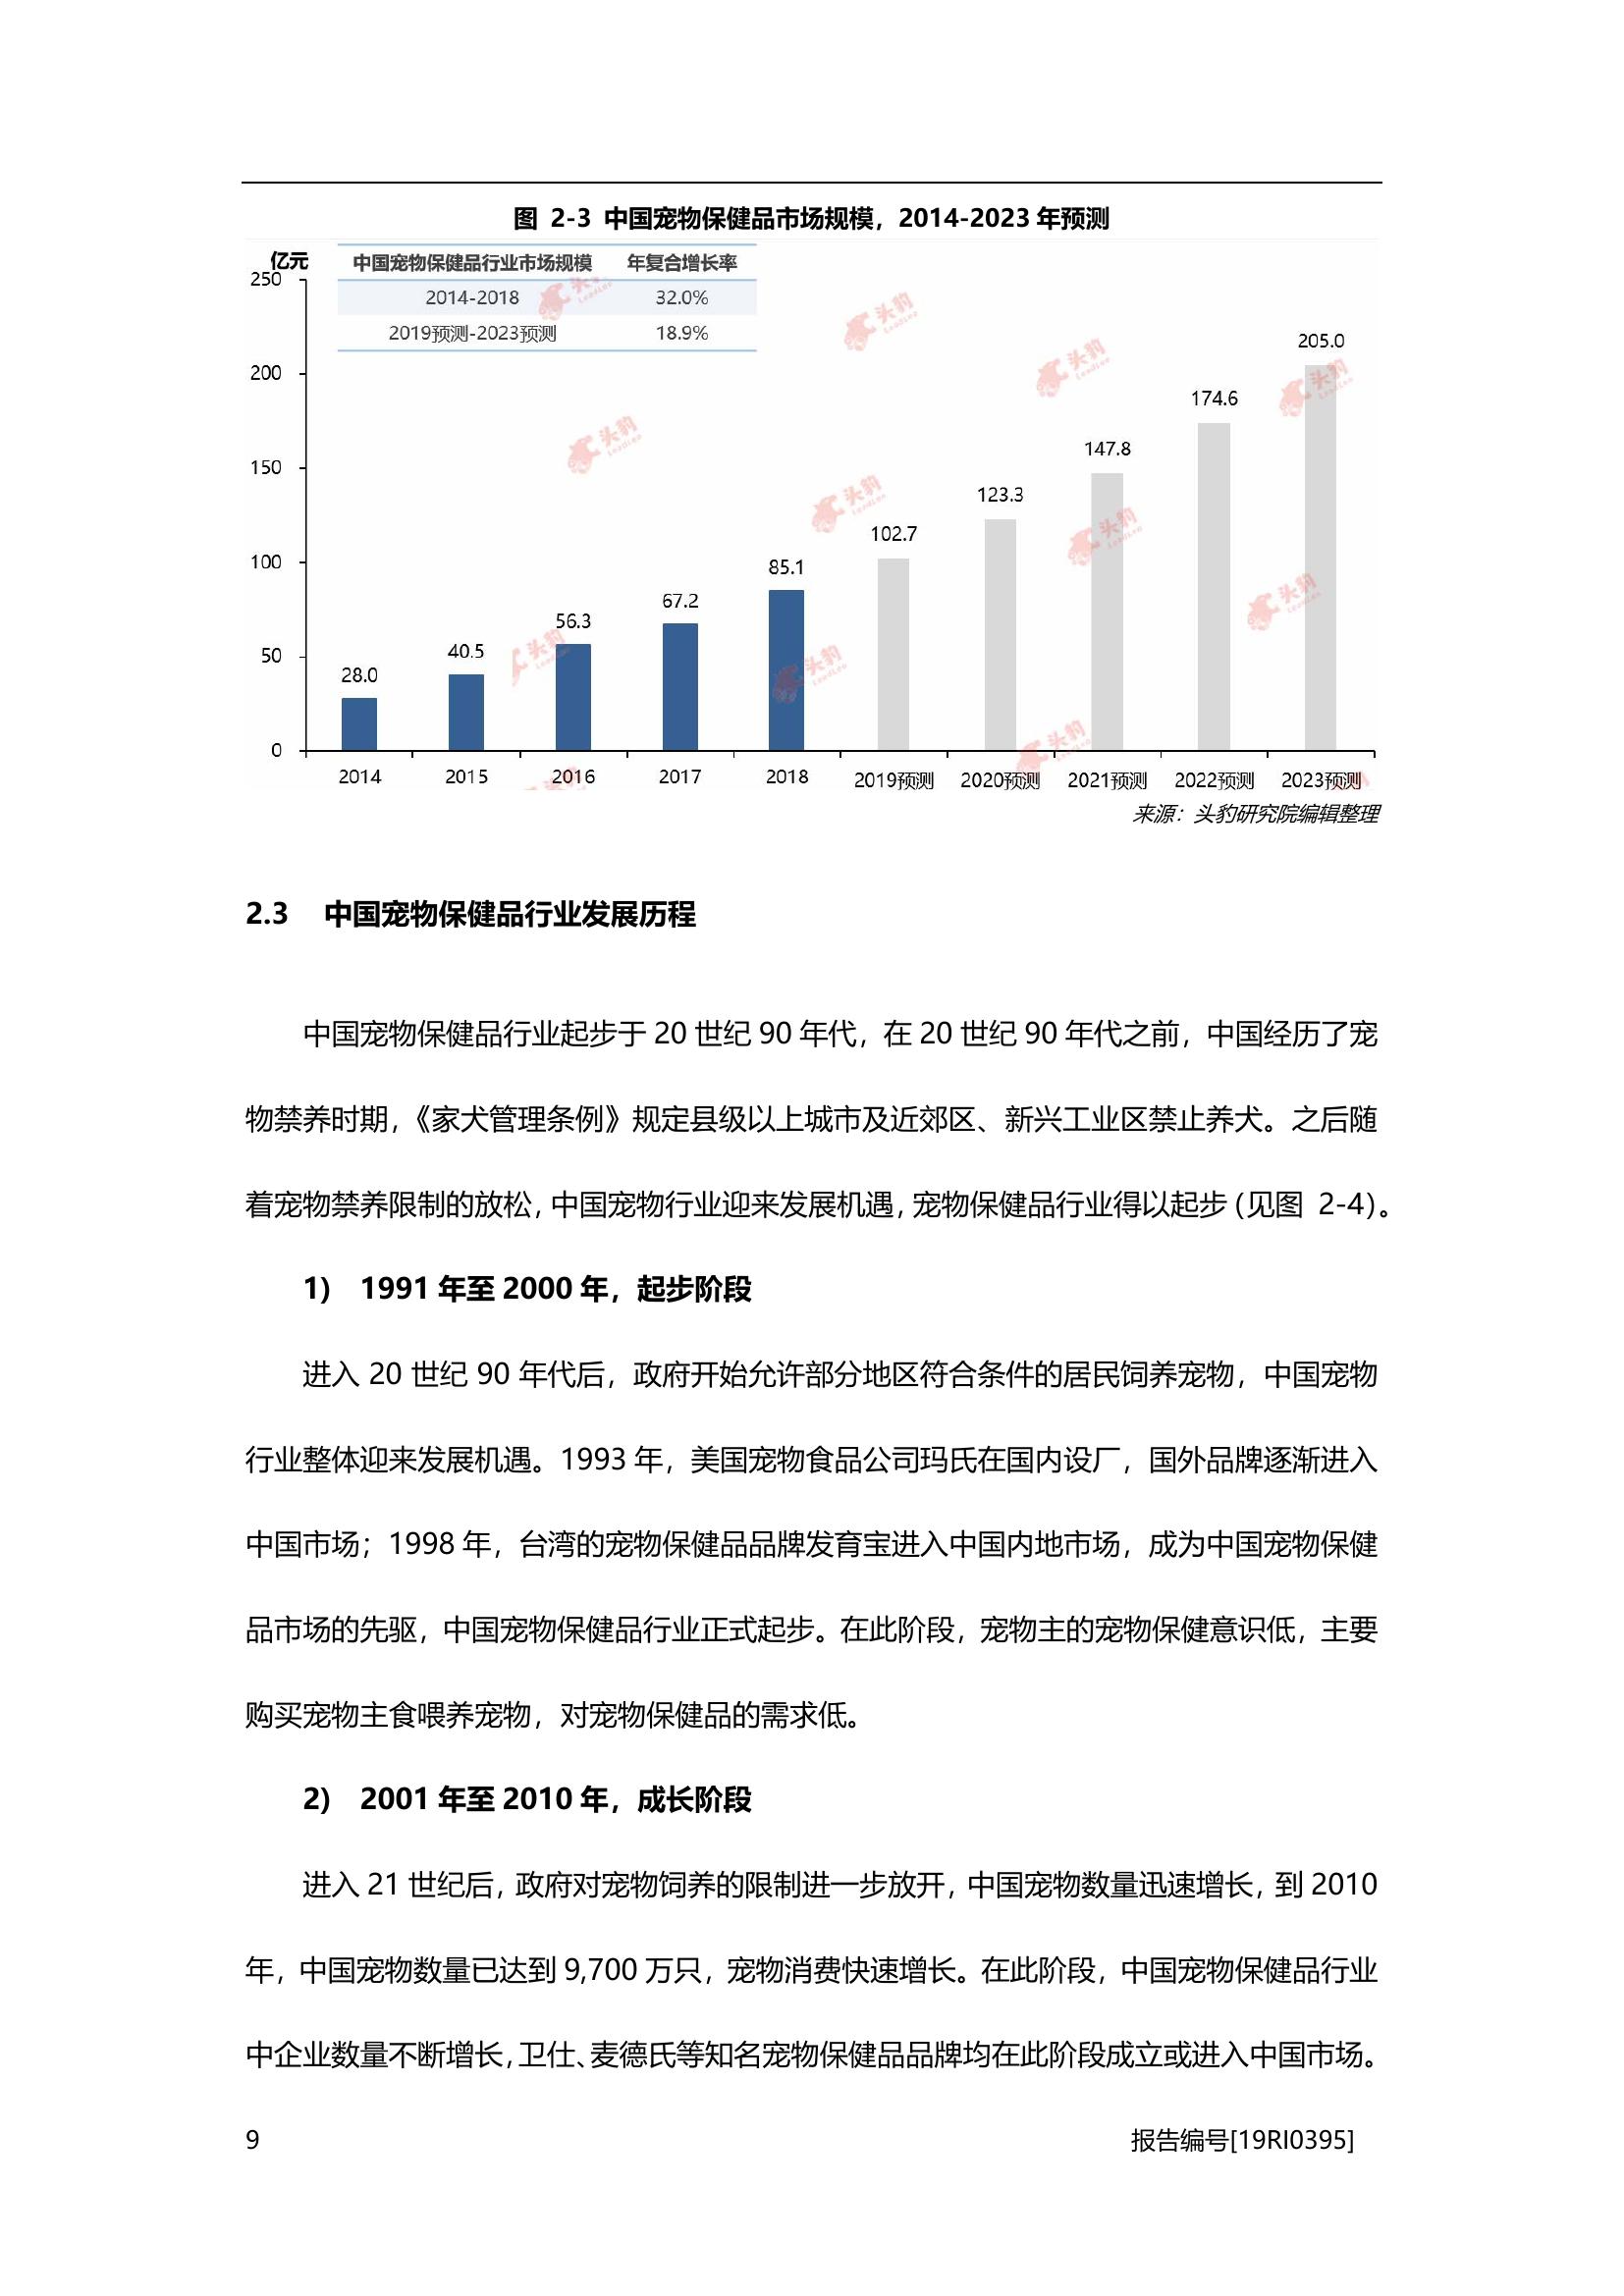 图 2-3 中国宠物保健品市场规模，2014-2023 年预测
亿元
中国宠物保健品行业市场规模 年复合增长率
2014-2018 32.0%
2019预测-2023预测 18.9%
250
200
150
100
50
0
28.0
40.5
56.3
67.2
85.1
102.7
123.3
147.8
174.6
205.0
2014 2015 2016 2017 2018 2019预测 2020预测 2021预测 2022预测 2023预测
头豹
LeadLeo
来源：头豹研究院编辑整理
2.3 中国宠物保健品行业发展历程
中国宠物保健品行业起步于 20 世纪 90 年代，在 20 世纪 90 年代之前，中国经历了宠
物禁养时期，《家犬管理条例》规定县级以上城市及近郊区、新兴工业区禁止养犬。之后随
着宠物禁养限制的放松，中国宠物行业迎来发展机遇，宠物保健品行业得以起步（见图 2-4）。
1) 1991 年至 2000 年，起步阶段
进入 20 世纪 90 年代后，政府开始允许部分地区符合条件的居民饲养宠物，中国宠物
行业整体迎来发展机遇。1993 年，美国宠物食品公司玛氏在国内设厂，国外品牌逐渐进入
中国市场；1998 年，台湾的宠物保健品品牌发育宝进入中国内地市场，成为中国宠物保健
品市场的先驱，中国宠物保健品行业正式起步。在此阶段，宠物主的宠物保健意识低，主要
购买宠物主食喂养宠物，对宠物保健品的需求低。
2) 2001 年至 2010 年，成长阶段
进入 21 世纪后，政府对宠物饲养的限制进一步放开，中国宠物数量迅速增长，到 2010
年，中国宠物数量已达到 9,700 万只，宠物消费快速增长。在此阶段，中国宠物保健品行业
中企业数量不断增长，卫仕、麦德氏等知名宠物保健品品牌均在此阶段成立或进入中国市场。
9 报告编号[19RI0395]